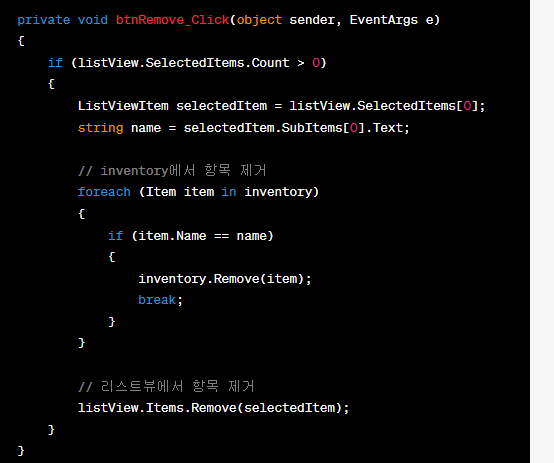 private void btnRemove_Click(object sender, EventArgs e)
{
if (listView.SelectedItems.Count > 0)
{
ListViewItem selectedItem = listView.SelectedItems[0];
string name = selectedItem.SubItems[0].Text;
// inventory에서 항목 제거
foreach (Item item in inventory)
{
if (item.Name == name)
{
inventory.Remove(item);
break;
}
}
// 리스트뷰에서 항목 제거
listView.Items.Remove(selectedItem);
}
}